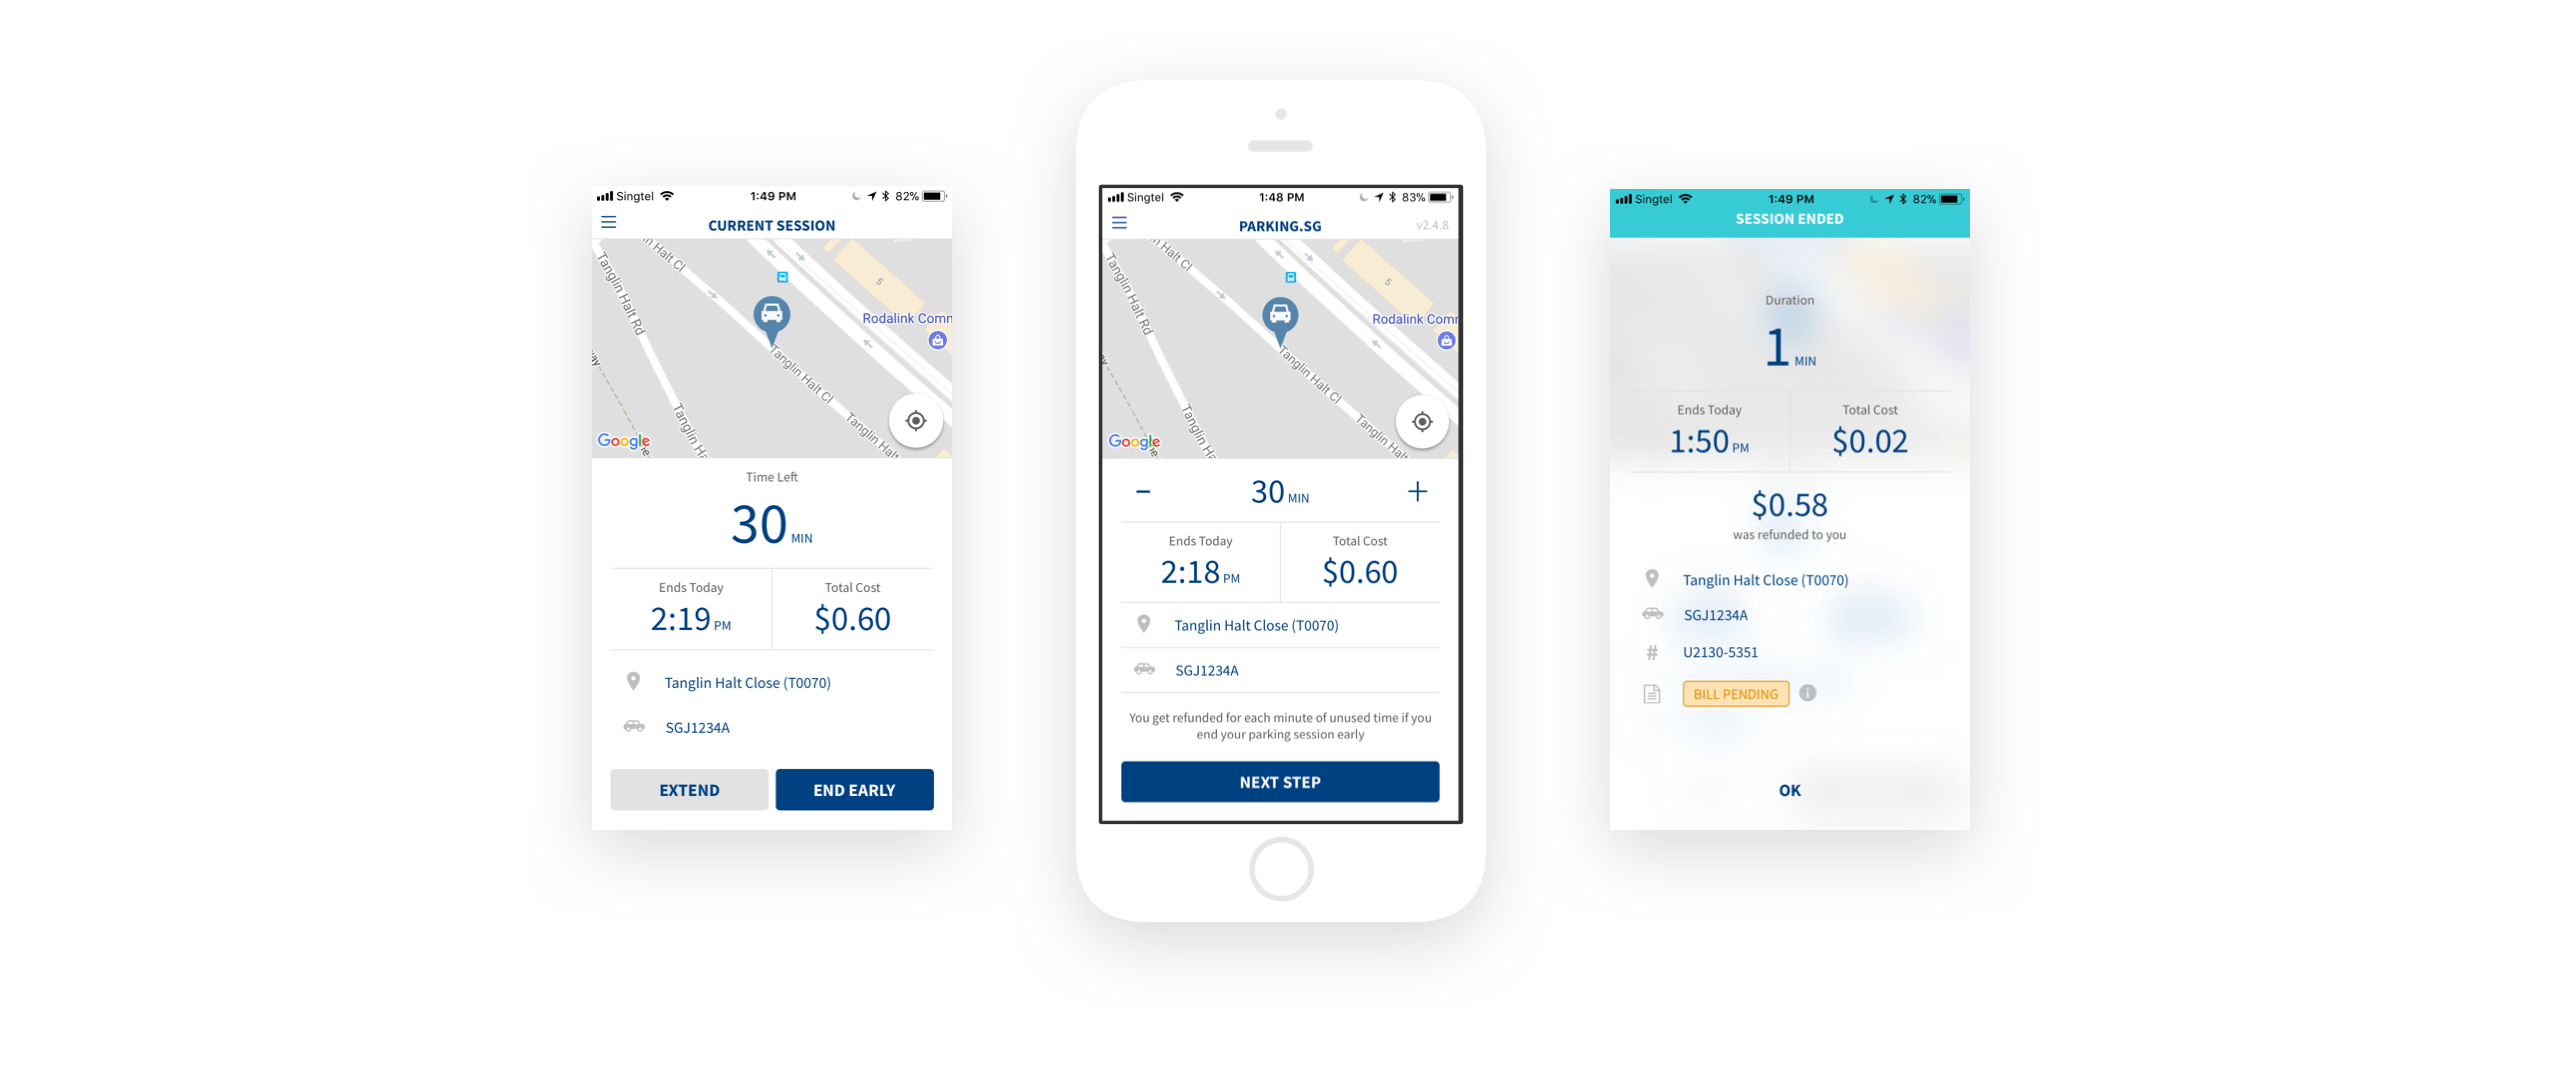 Singtel 1:49 PM 82%
CURRENT SESSION
Tanglin Halt Rd
n Halt Cl
5
Rodalink Comm
Tanglin Halt Cl
Tanglin Halt
Tanglin Ha
Google
Time Left
30 MIN
Ends Today
2:19 PM
Total Cost
$0.60
Tanglin Halt Close (T0070)
SGJ1234A
EXTEND
END EARLY
Singtel 1:48 PM 83%
PARKING.SG
v2.4.8
Tanglin Halt Rd
n Halt Cl
5
Rodalink Comm
Tanglin Halt Cl
Tanglin Halt
Tanglin Ha
Google
- 30 MIN +
Ends Today
2:18 PM
Total Cost
$0.60
Tanglin Halt Close (T0070)
SGJ1234A
You get refunded for each minute of unused time if you
end your parking session early
NEXT STEP
Singtel 1:49 PM 82%
SESSION ENDED
Duration
1 MIN
Ends Today
1:50 PM
Total Cost
$0.02
$0.58
was refunded to you
Tanglin Halt Close (T0070)
SGJ1234A
# U2130-5351
BILL PENDING
OK